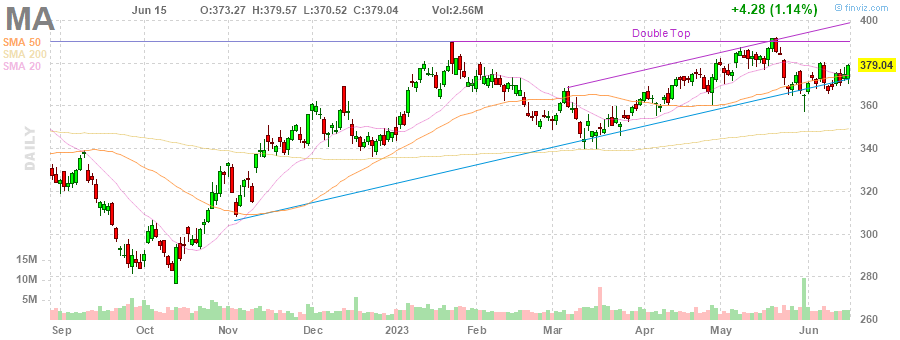 MA Jun 15 O:373.27 H:379.57 L:370.52 C:379.04 Vol:2.56M +4.28 (1.14%) © finviz.com
SMA 50
SMA 200
SMA 20
DAILY
Double Top
400
379.04
360
340
320
300
280
260
15M
10M
5M
Sep Oct Nov Dec 2023 Feb Mar Apr May Jun